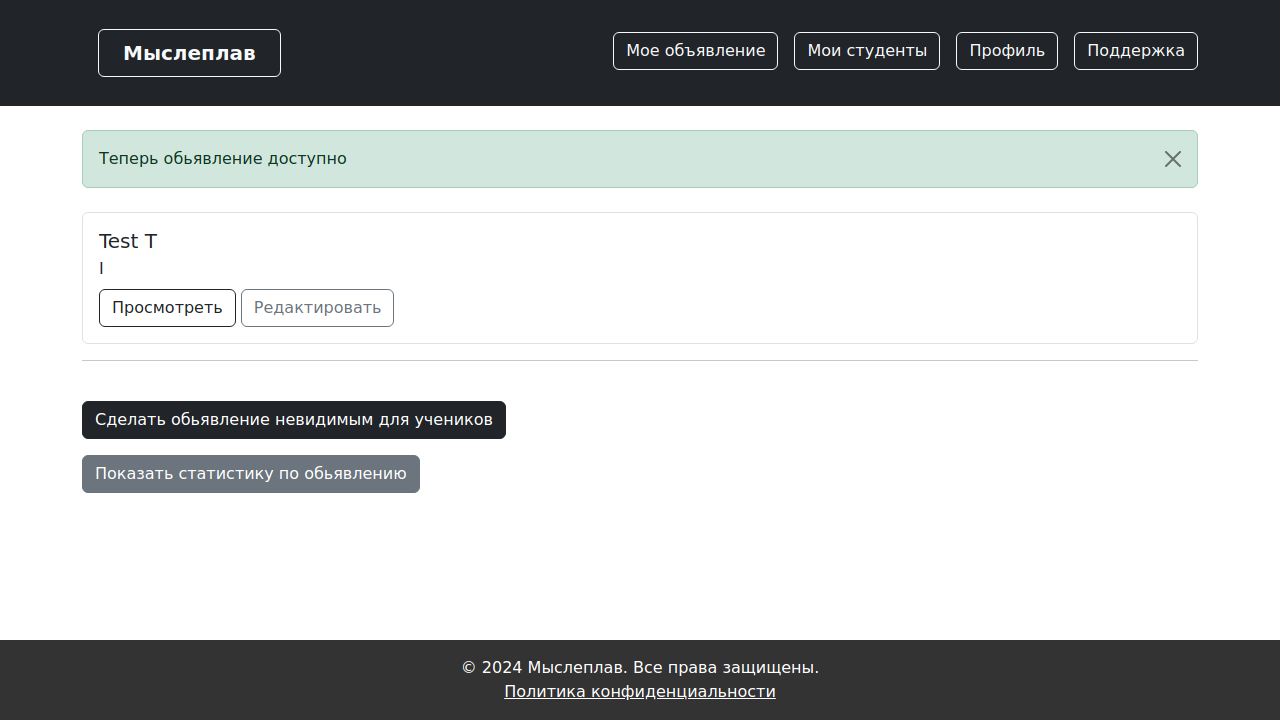 Мыслеплав
Мое объявление
Мои студенты
Профиль
Поддержка
Теперь обьявление доступно
Test T
l
Просмотреть
Редактировать
Сделать обьявление невидимым для учеников
Показать статистику по обьявлению
© 2024 Мыслеплав. Все права защищены.
Политика конфиденциальности